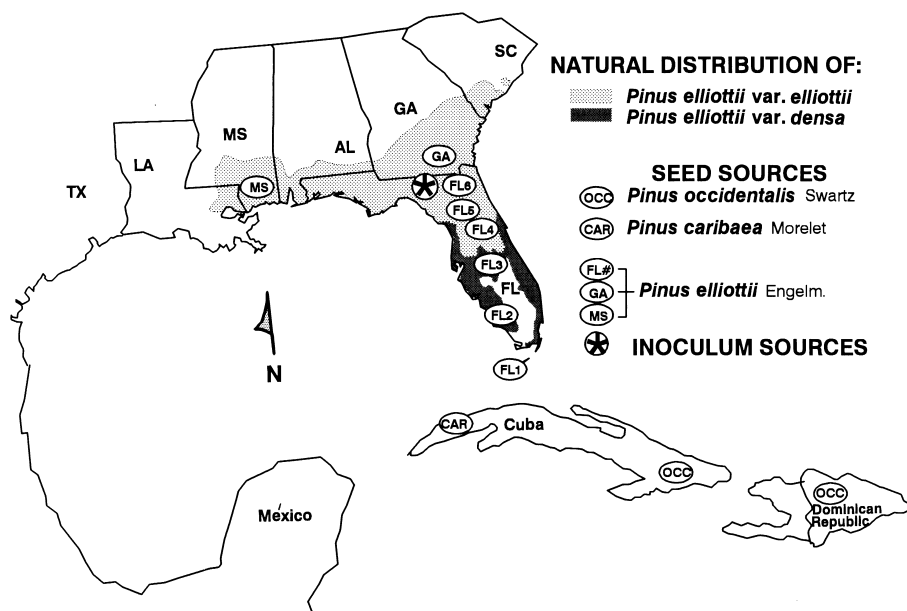 SC
NATURAL DISTRIBUTION OF:
Pinus elliottii var. elliottii
Pinus elliottii var. densa
GA
MS
AL
LA
TX
GA
MS
FL6
FL5
FL4
FL3
FL
FL2
FL1
SEED SOURCES
OCC Pinus occidentalis Swartz
CAR Pinus caribaea Morelet
FL#
GA Pinus elliottii Engelm.
MS
INOCULUM SOURCES
N
CAR
Cuba
OCC
OCC
Dominican
Republic
México